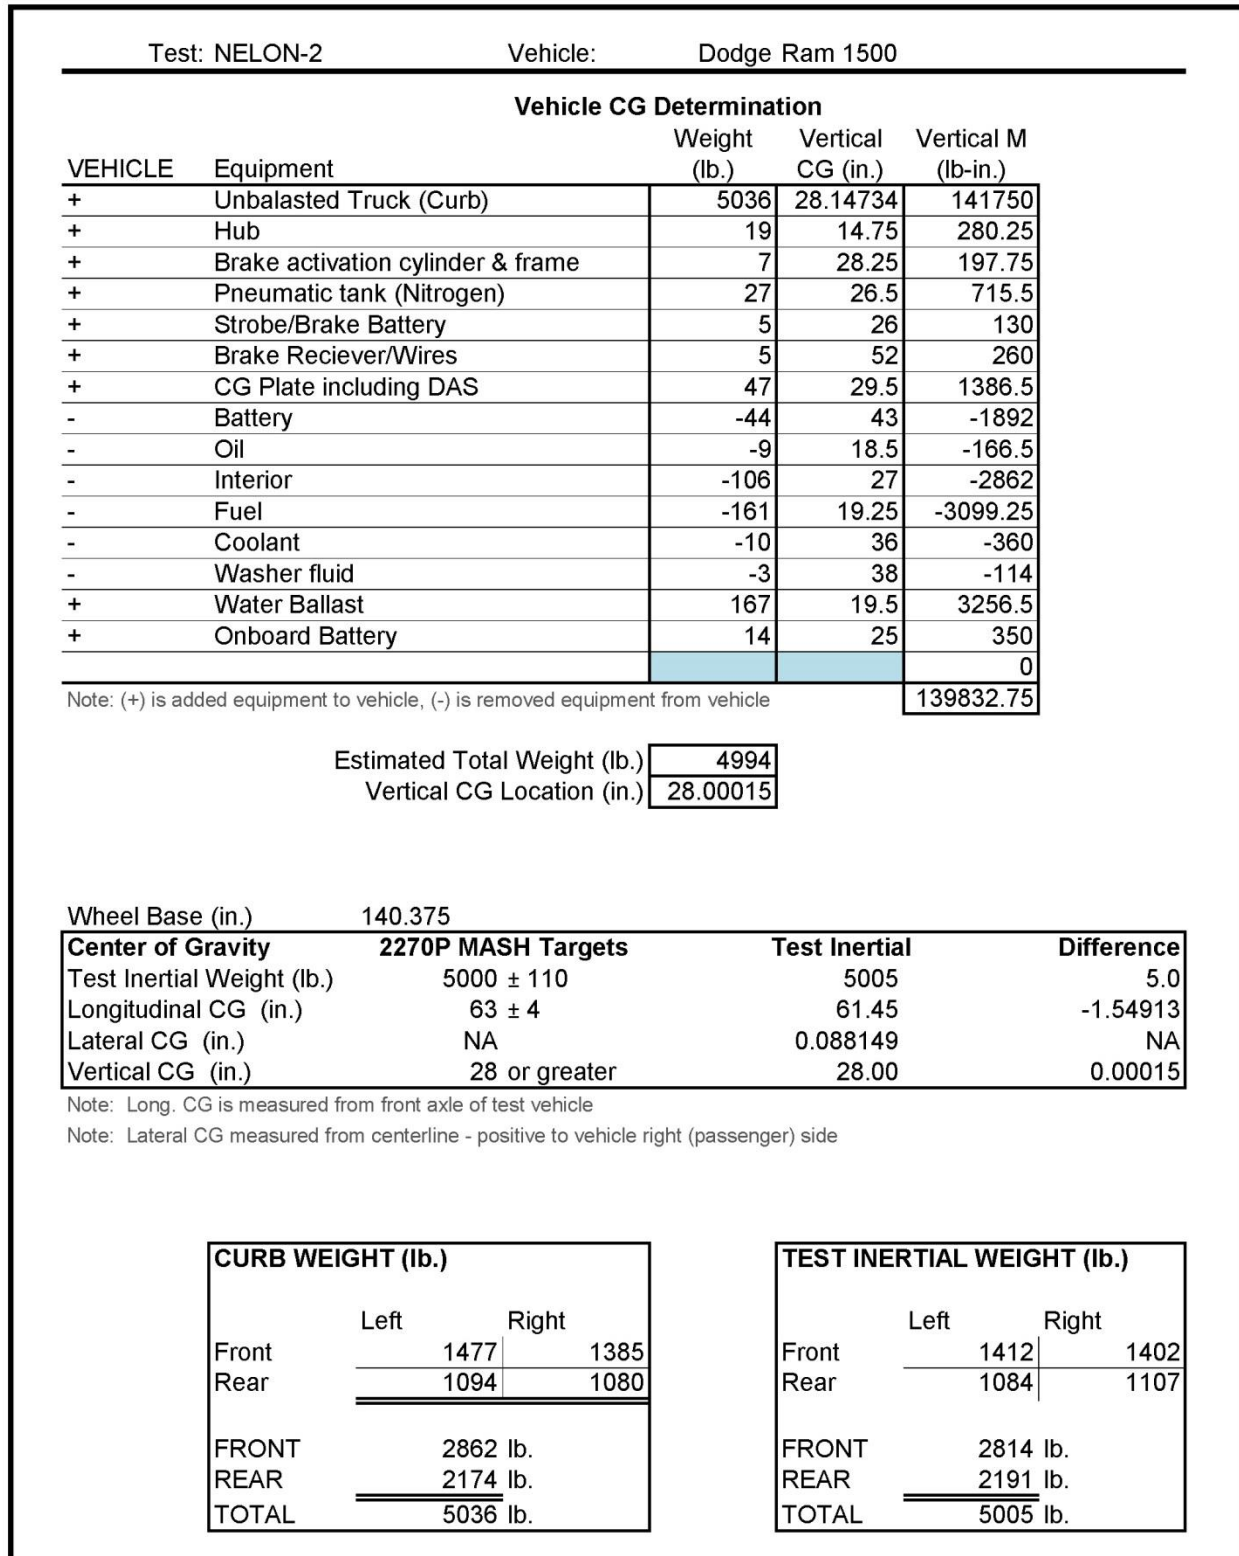 Test: NELON-2 Vehicle: Dodge Ram 1500
Vehicle CG Determination
Weight Vertical Vertical M
VEHICLE Equipment (lb.) CG (in.) (lb-in.)
+ Unbalasted Truck (Curb) 5036 28.14734 141750
+ Hub 19 14.75 280.25
+ Brake activation cylinder & frame 7 28.25 197.75
+ Pneumatic tank (Nitrogen) 27 26.5 715.5
+ Strobe/Brake Battery 5 26 130
+ Brake Reciever/Wires 5 52 260
+ CG Plate including DAS 47 29.5 1386.5
- Battery -44 43 -1892
- Oil -9 18.5 -166.5
- Interior -106 27 -2862
- Fuel -161 19.25 -3099.25
- Coolant -10 36 -360
- Washer fluid -3 38 -114
+ Water Ballast 167 19.5 3256.5
+ Onboard Battery 14 25 350
0
Note: (+) is added equipment to vehicle, (-) is removed equipment from vehicle 139832.75
Estimated Total Weight (lb.) 4994
Vertical CG Location (in.) 28.00015
Wheel Base (in.) 140.375
Center of Gravity 2270P MASH Targets Test Inertial Difference
Test Inertial Weight (lb.) 5000 ± 110 5005 5.0
Longitudinal CG (in.) 63 ± 4 61.45 -1.54913
Lateral CG (in.) NA 0.088149 NA
Vertical CG (in.) 28 or greater 28.00 0.00015
Note: Long. CG is measured from front axle of test vehicle
Note: Lateral CG measured from centerline - positive to vehicle right (passenger) side
CURB WEIGHT (lb.)
Left Right
Front 1477 1385
Rear 1094 1080
FRONT 2862 lb.
REAR 2174 lb.
TOTAL 5036 lb.
TEST INERTIAL WEIGHT (lb.)
Left Right
Front 1412 1402
Rear 1084 1107
FRONT 2814 lb.
REAR 2191 lb.
TOTAL 5005 lb.